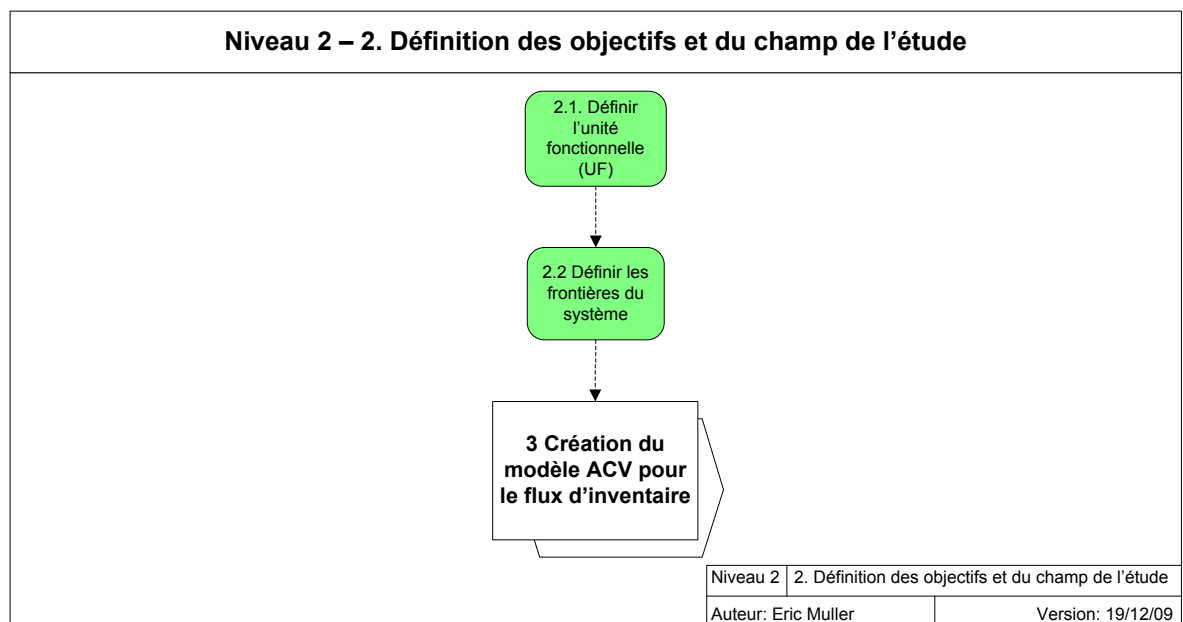 Niveau 2 – 2. Définition des objectifs et du champ de l’étude
2.1. Définir
l’unité
fonctionnelle
(UF)
2.2 Définir les
frontières du
système
3 Création du
modèle ACV pour
le flux d’inventaire
Niveau 2 2. Définition des objectifs et du champ de l’étude
Auteur: Eric Muller Version: 19/12/09